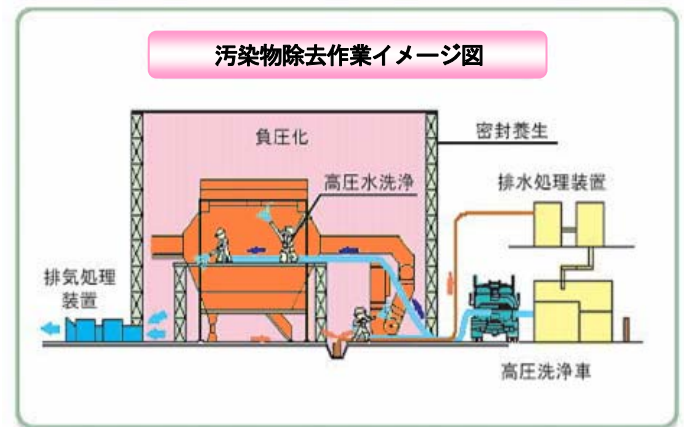 汚染物除去作業イメージ図
負圧化
密封養生
高圧水洗浄
排水処理装置
排気処理
装置
高圧洗浄車